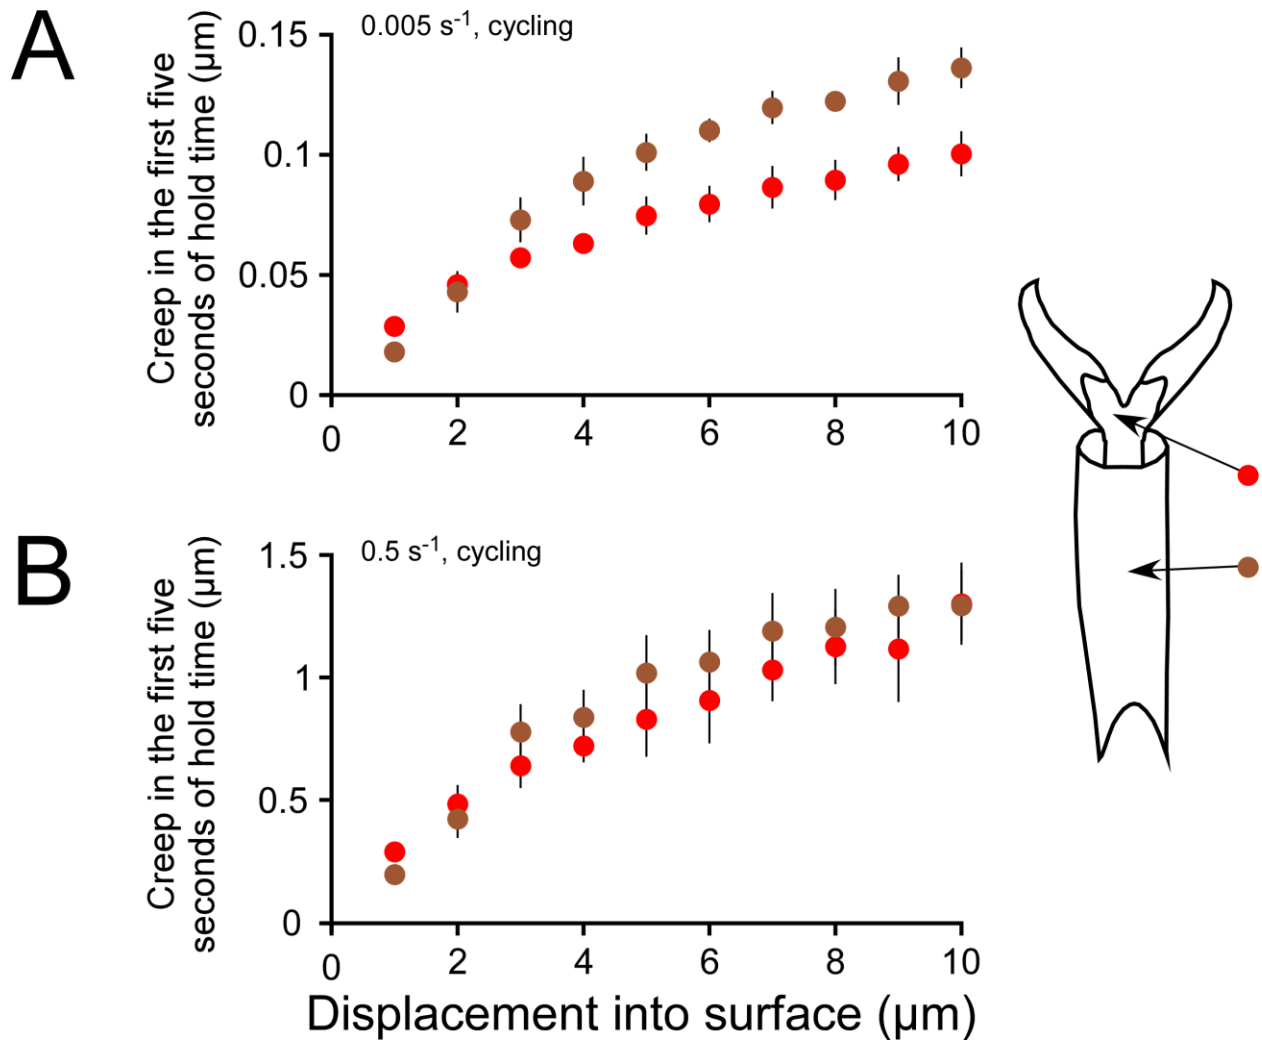 A
0.005 s-1, cycling
Creep in the first five
seconds of hold time (μm)
0.15
0.1
0.05
0
0
2
4
6
8
10
B
0.5 s-1, cycling
Creep in the first five
seconds of hold time (μm)
1.5
1
0.5
0
0
2
4
6
8
10
Displacement into surface (μm)